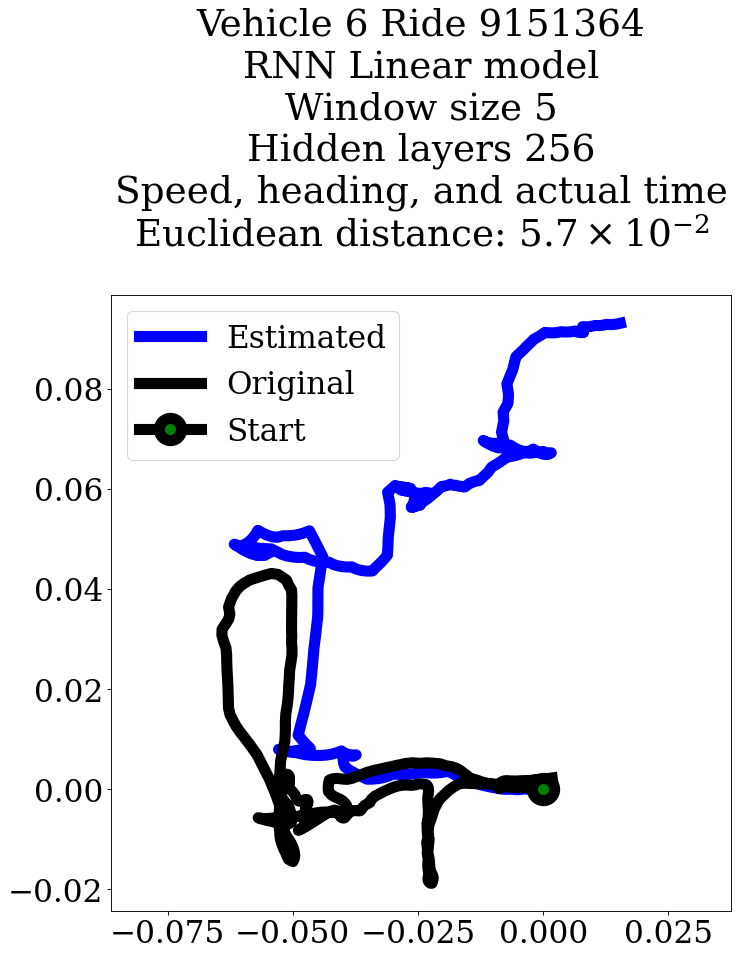 Vehicle 6 Ride 9151364
RNN Linear model
Window size 5
Hidden layers 256
Speed, heading, and actual time
Euclidean distance: 5.7 × 10⁻²
Estimated
Original
Start
0.08
0.06
0.04
0.02
0.00
−0.02
−0.075 −0.050 −0.025 0.000 0.025